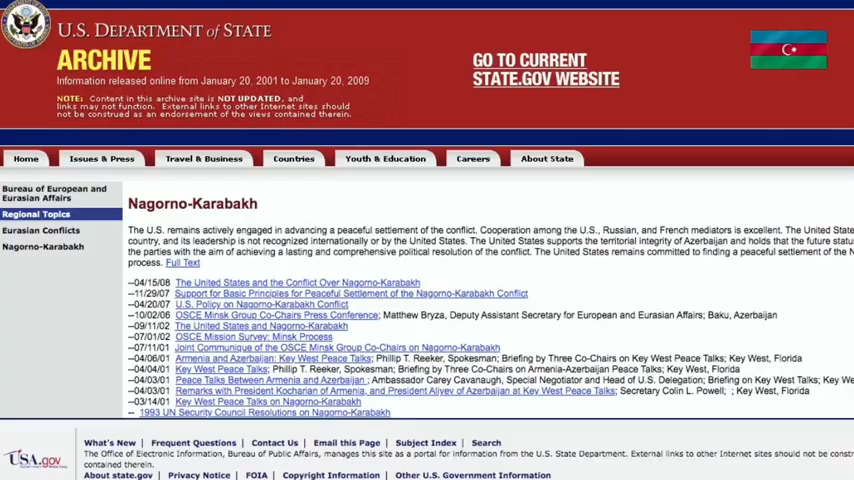 U.S. DEPARTMENT of STATE
ARCHIVE
Information released online from January 20, 2001 to January 20, 2009
NOTE: Content in this archive site is NOT UPDATED, and
links may not function. External links to other Internet sites should
not be construed as an endorsement of the views contained therein.
GO TO CURRENT
STATE.GOV WEBSITE
Home Issues & Press Travel & Business Countries Youth & Education Careers About State
Bureau of European and
Eurasian Affairs
Regional Topics
Eurasian Conflicts
Nagorno-Karabakh
Nagorno-Karabakh
The U.S. remains actively engaged in advancing a peaceful settlement of the conflict. Cooperation among the U.S., Russian, and French mediators is excellent. The United State
country, and its leadership is not recognized internationally or by the United States. The United States supports the territorial integrity of Azerbaijan and holds that the future status
the parties with the aim of achieving a lasting and comprehensive political resolution of the conflict. The United States remains committed to finding a peaceful settlement of the N
process. Full Text
--04/15/08 The United States and the Conflict Over Nagorno-Karabakh
--11/29/07 Support for Basic Principles for Peaceful Settlement of the Nagorno-Karabakh Conflict
--04/20/07 U.S. Policy on Nagorno-Karabakh Conflict
--10/02/06 OSCE Minsk Group Co-Chairs Press Conference; Matthew Bryza, Deputy Assistant Secretary for European and Eurasian Affairs; Baku, Azerbaijan
--09/11/02 The United States and Nagorno-Karabakh
--07/01/02 OSCE Mission Survey: Minsk Process
--07/11/01 Joint Communique of the OSCE Minsk Group Co-Chairs on Nagorno-Karabakh
--04/06/01 Armenia and Azerbaijan: Key West Peace Talks; Phillip T. Reeker, Spokesman; Briefing by Three Co-Chairs on Key West Peace Talks; Key West, Florida
--04/04/01 Key West Peace Talks; Phillip T. Reeker, Spokesman; Briefing by Three Co-Chairs on Armenia-Azerbaijan Peace Talks; Key West, Florida
--04/03/01 Peace Talks Between Armenia and Azerbaijan ; Ambassador Carey Cavanaugh, Special Negotiator and Head of U.S. Delegation; Briefing on Key West Talks; Key We
--04/03/01 Remarks with President Kocharian of Armenia, and President Aliyev of Azerbaijan at Key West Peace Talks; Secretary Colin L. Powell; ; Key West, Florida
--03/14/01 Key West Peace Talks on Nagorno-Karabakh
-- 1993 UN Security Council Resolutions on Nagorno-Karabakh
USA.gov
What's New | Frequent Questions | Contact Us | Email this Page | Subject Index | Search
The Office of Electronic Information, Bureau of Public Affairs, manages this site as a portal for information from the U.S. State Department. External links to other Internet sites should not be constr
contained therein.
About state.gov | Privacy Notice | FOIA | Copyright Information | Other U.S. Government Information